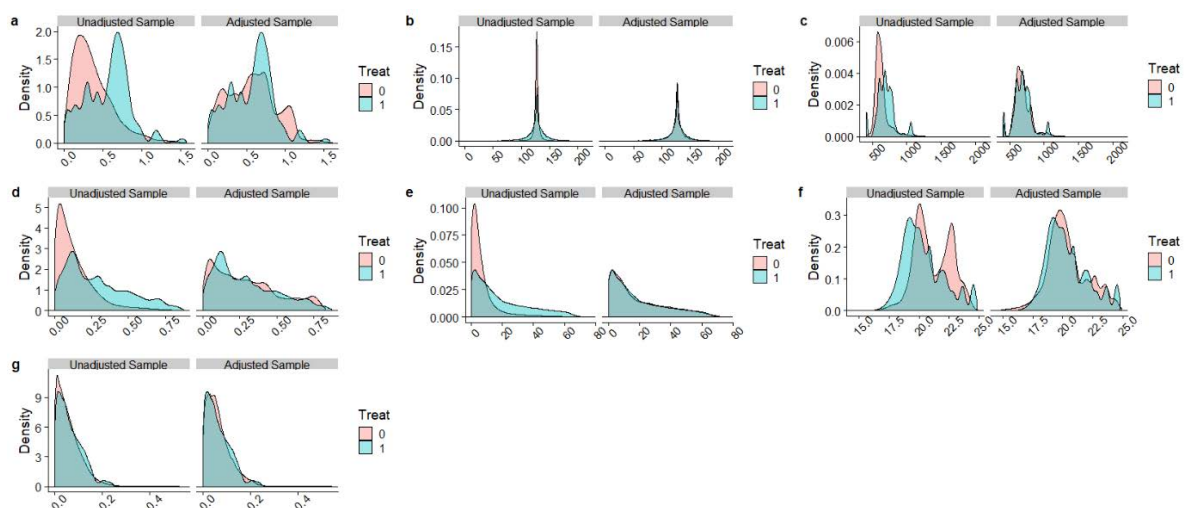 a
Unadjusted Sample Adjusted Sample
Density
2.0
1.5
1.0
0.5
0.0
0.0 0.5 1.0 1.5 0.0 0.5 1.0 1.5
Treat
0
1
b
Unadjusted Sample Adjusted Sample
Density
0.15
0.10
0.05
0.00
0 50 100 150 200 0 50 100 150 200
Treat
0
1
c
Unadjusted Sample Adjusted Sample
Density
0.006
0.004
0.002
0.000
500 1000 1500 2000 500 1000 1500 2000
Treat
0
1
d
Unadjusted Sample Adjusted Sample
Density
5
4
3
2
1
0
0.00 0.25 0.50 0.75 0.00 0.25 0.50 0.75
Treat
0
1
e
Unadjusted Sample Adjusted Sample
Density
0.100
0.075
0.050
0.025
0.000
0 20 40 60 80 0 20 40 60 80
Treat
0
1
f
Unadjusted Sample Adjusted Sample
Density
0.3
0.2
0.1
0.0
15.0 17.5 20.0 22.5 25.0 15.0 17.5 20.0 22.5 25.0
Treat
0
1
g
Unadjusted Sample Adjusted Sample
Density
9
6
3
0
0.0 0.2 0.4 0.0 0.2 0.4
Treat
0
1